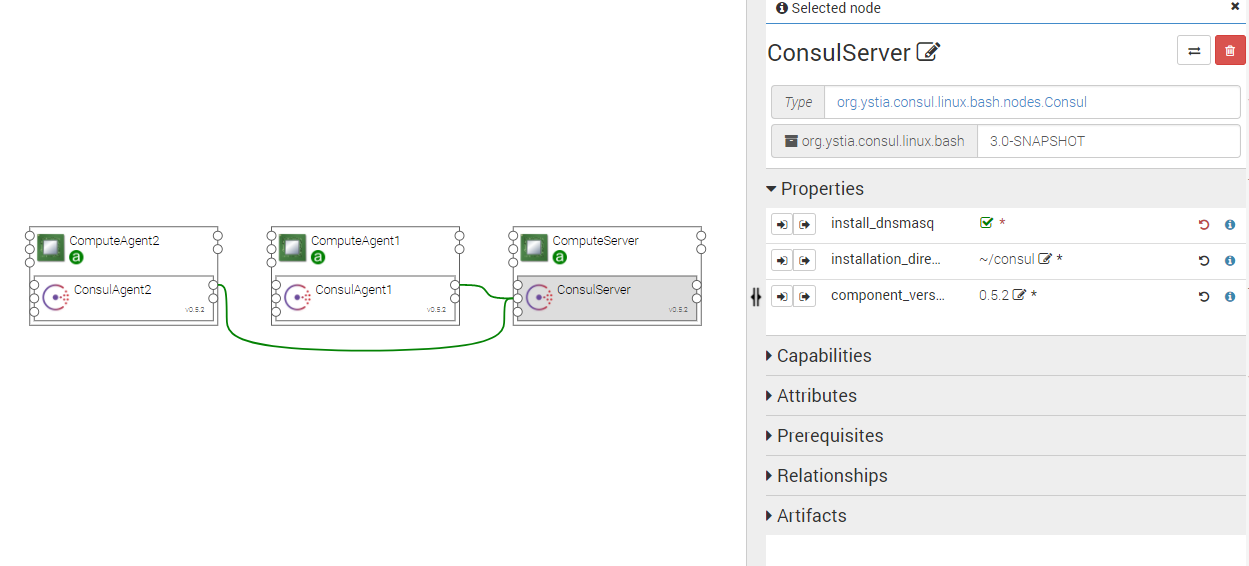 Selected node
ConsulServer
Type org.ystia.consul.linux.bash.nodes.Consul
org.ystia.consul.linux.bash 3.0-SNAPSHOT
Properties
install_dnsmasq *
installation_dire... ~/consul *
component_vers... 0.5.2 *
Capabilities
Attributes
Prerequisites
Relationships
Artifacts
ComputeAgent2
a
ConsulAgent2
v0.5.2
ComputeAgent1
a
ConsulAgent1
v0.5.2
ComputeServer
a
ConsulServer
v0.5.2